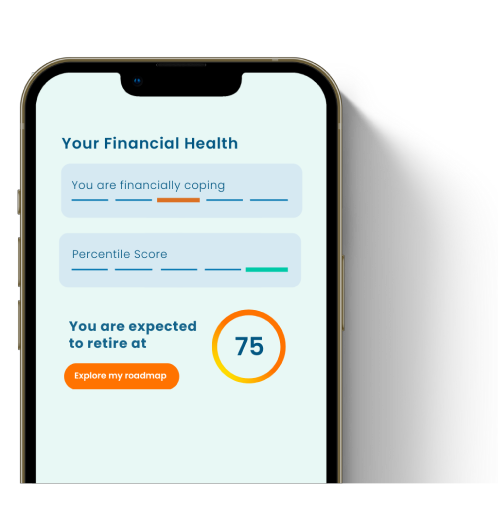 Your Financial Health
You are financially coping
Percentile Score
You are expected
to retire at
75
Explore my roadmap